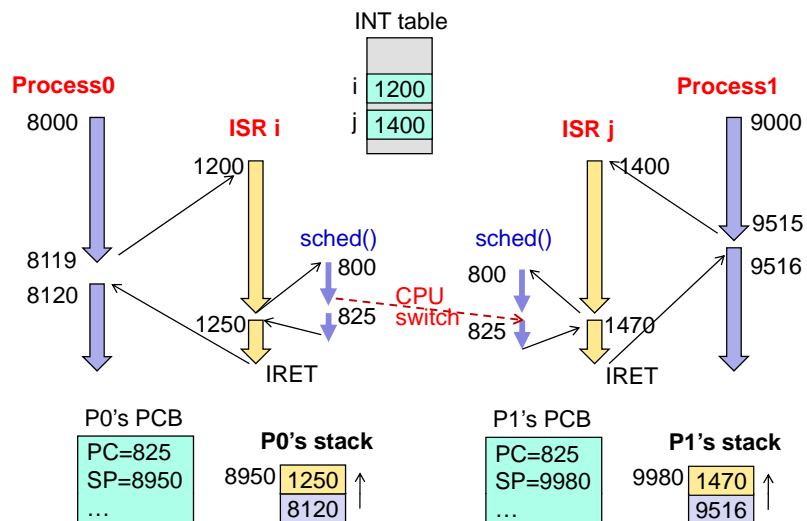 INT table
i 1200
j 1400
Process0
8000
8119
8120
ISR i
1200
1250
IRET
sched()
800
825
CPU
switch
sched()
800
825
ISR j
1400
1470
IRET
Process1
9000
9515
9516
P0's PCB
PC=825
SP=8950
…
P0's stack
8950 1250
8120
P1's PCB
PC=825
SP=9980
…
P1's stack
9980 1470
9516